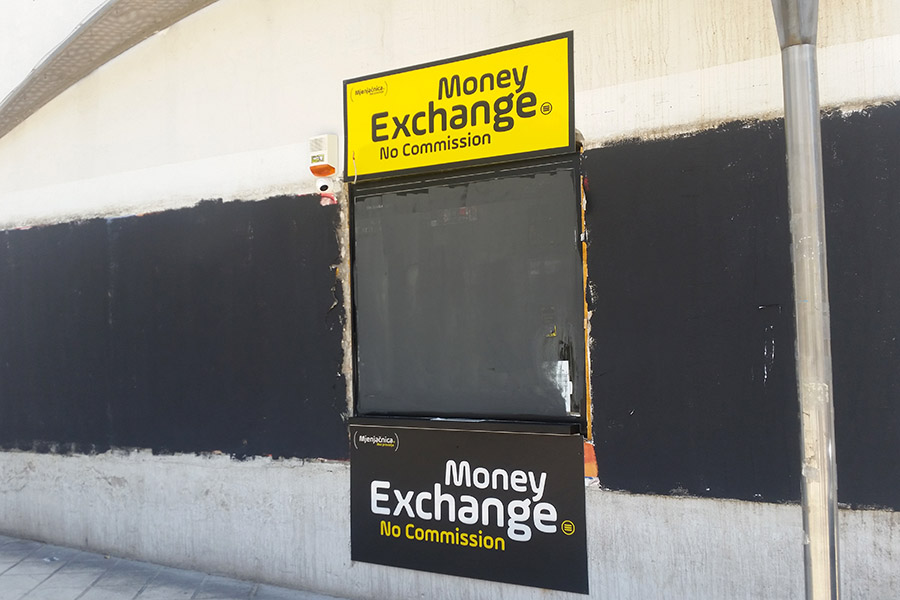 Mjenjačnica
Money
Exchange
No Commission
Mjenjačnica
Money
Exchange
No Commission